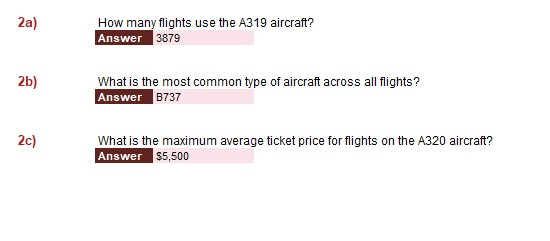 2a) How many flights use the A319 aircraft?
Answer 3879
2b) What is the most common type of aircraft across all flights?
Answer B737
2c) What is the maximum average ticket price for flights on the A320 aircraft?
Answer $5,500